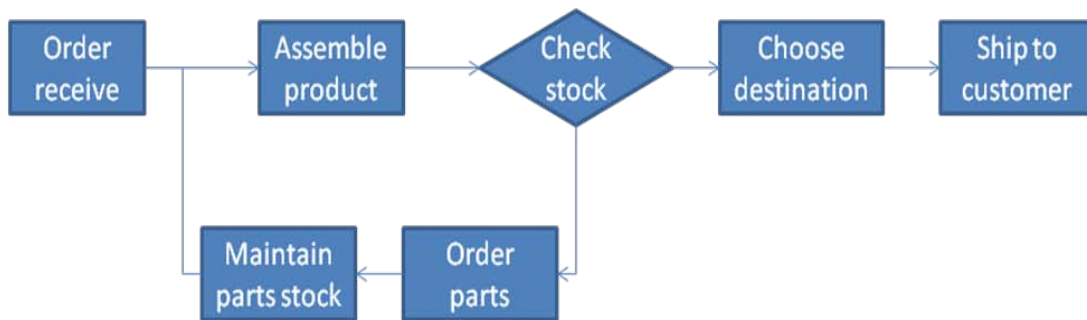 Order
receive
Assemble
product
Check
stock
Choose
destination
Ship to
customer
Maintain
parts stock
Order
parts